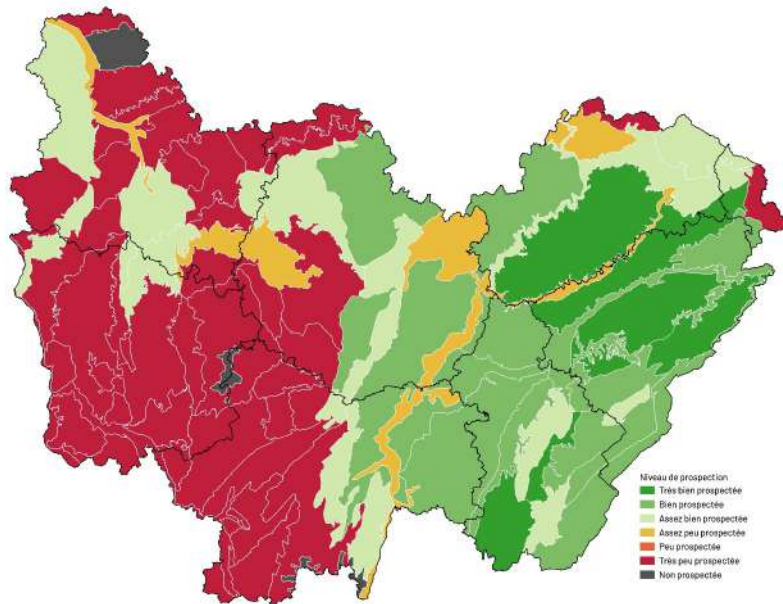 Niveau de prospection
Très bien prospectée
Bien prospectée
Assez bien prospectée
Assez peu prospectée
Peu prospectée
Très peu prospectée
Non prospectée